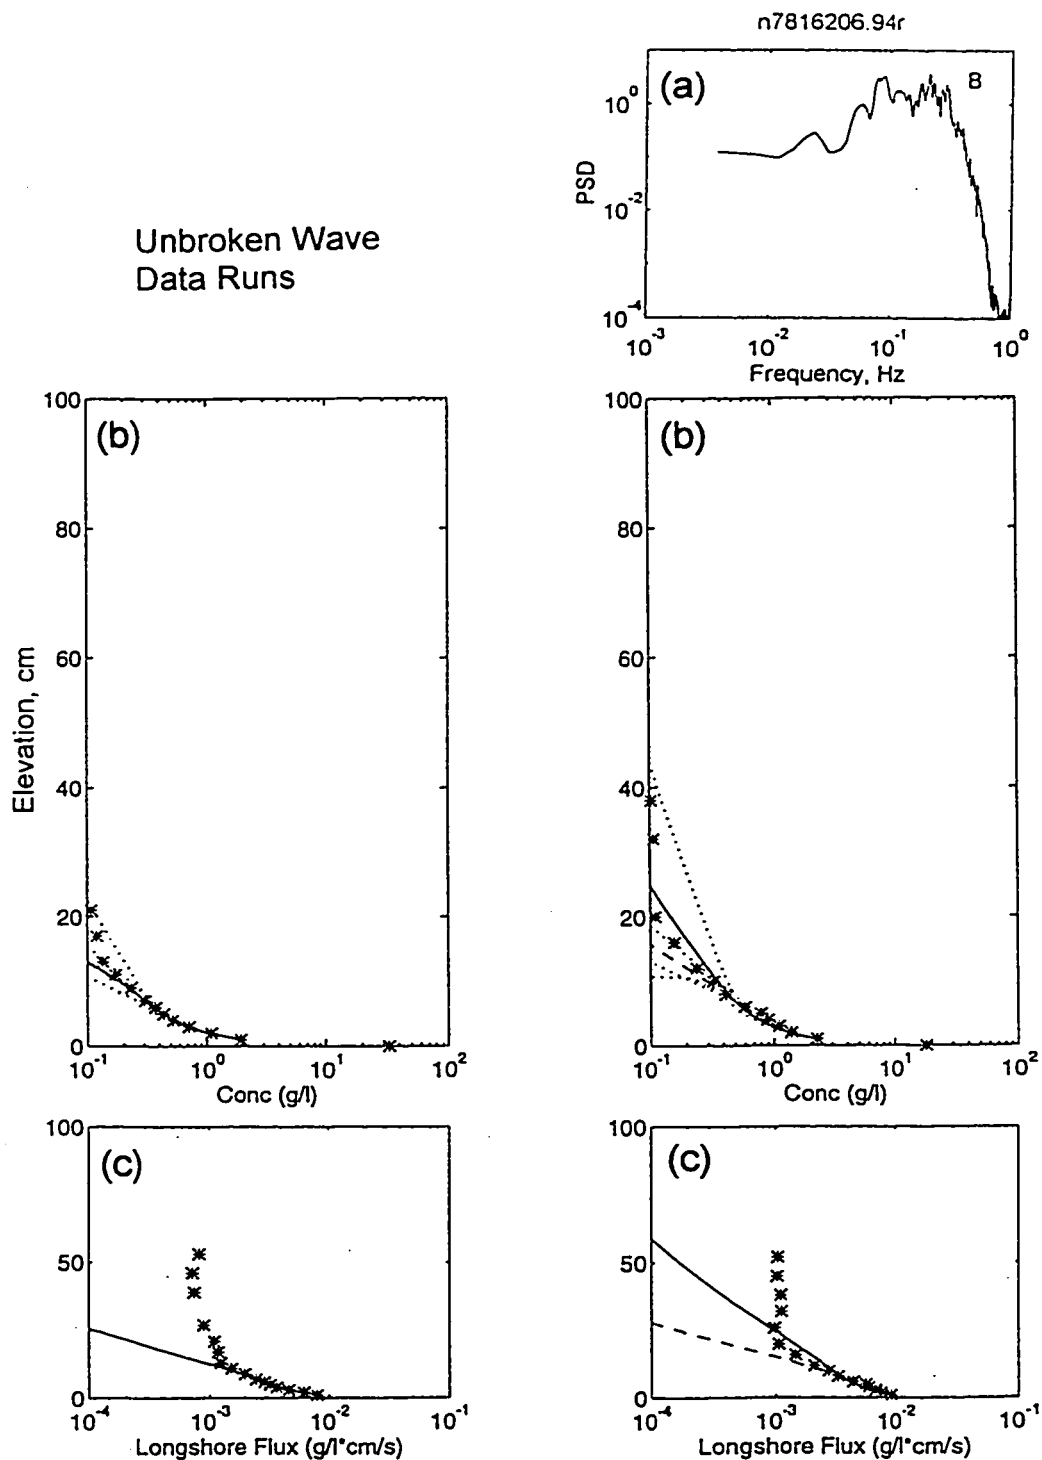 n7816206.94r
(a)
B
PSD
10^0
10^-2
10^-4
10^-3 10^-2 10^-1 10^0
Frequency, Hz
Unbroken Wave
Data Runs
(b)
Elevation, cm
100
80
60
40
20
0
10^-1 10^0 10^1 10^2
Conc (g/l)
(b)
100
80
60
40
20
0
10^-1 10^0 10^1 10^2
Conc (g/l)
(c)
100
50
0
10^-4 10^-3 10^-2 10^-1
Longshore Flux (g/l*cm/s)
(c)
100
50
0
10^-4 10^-3 10^-2 10^-1
Longshore Flux (g/l*cm/s)